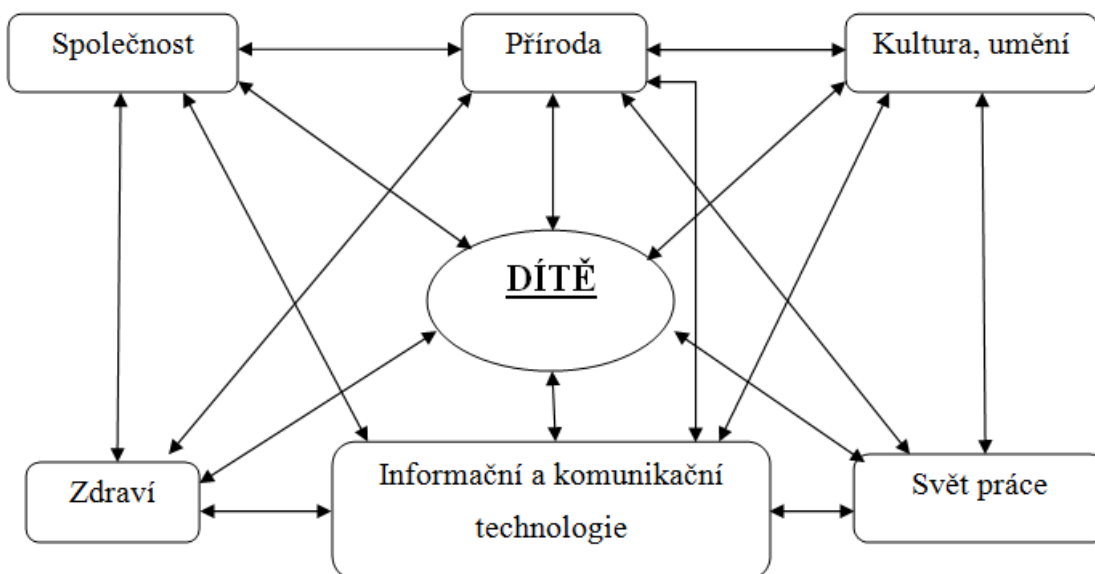 Společnost
Příroda
Kultura, umění
DÍTĚ
Zdraví
Informační a komunikační
technologie
Svět práce